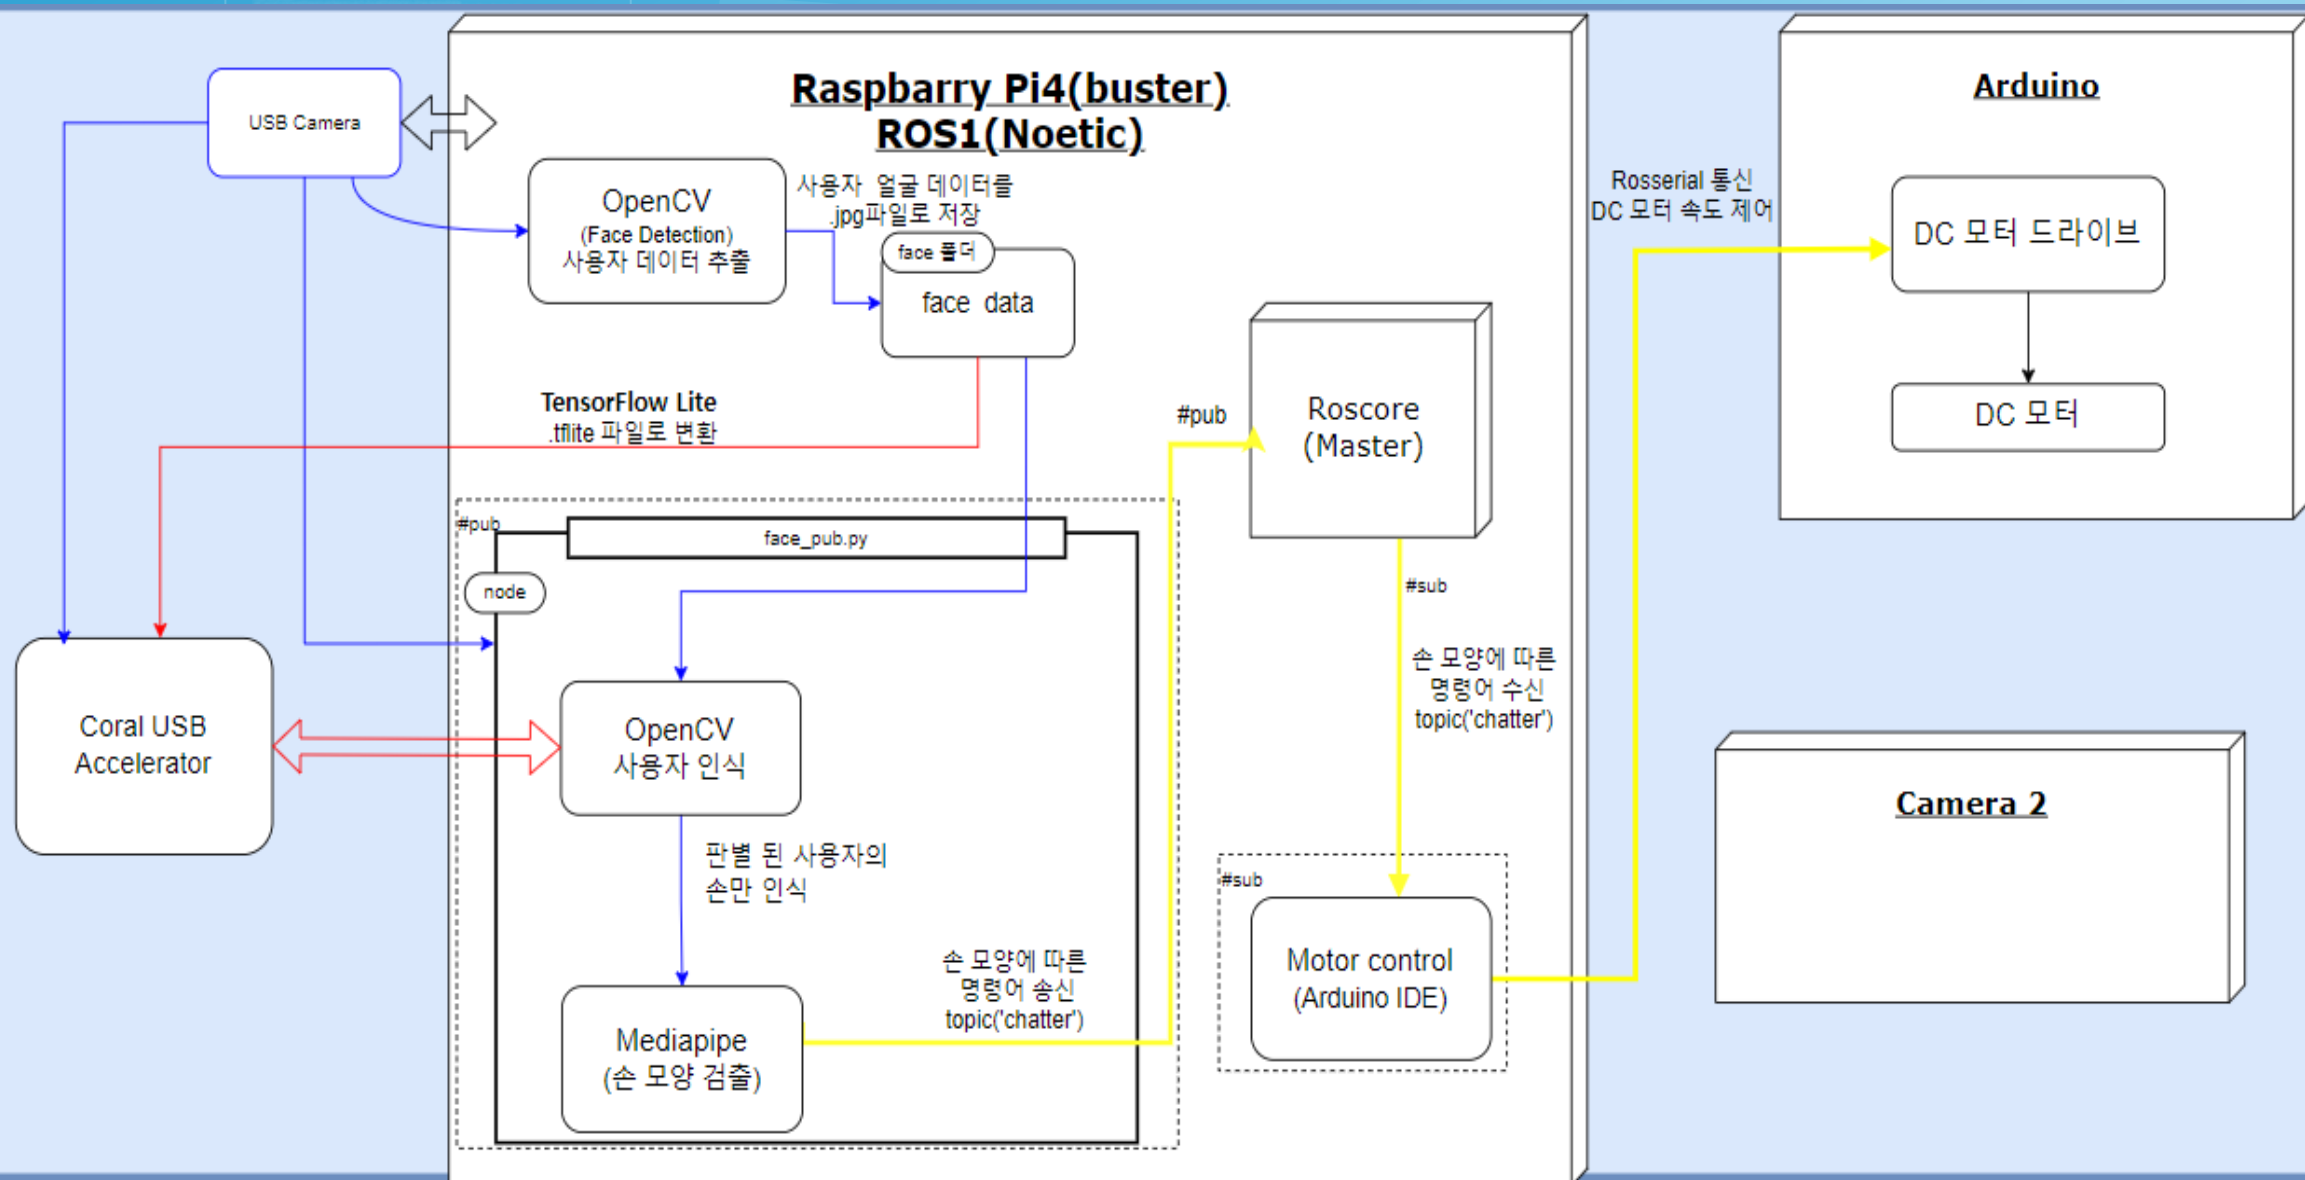 Raspbarry Pi4(buster)
ROS1(Noetic)
USB Camera
OpenCV
(Face Detection)
사용자 데이터 추출
사용자 얼굴 데이터를
.jpg파일로 저장
face 폴더
face data
TensorFlow Lite
.tflite 파일로 변환
#pub
face_pub.py
node
Coral USB
Accelerator
OpenCV
사용자 인식
판별 된 사용자의
손만 인식
Mediapipe
(손 모양 검출)
손 모양에 따른
명령어 송신
topic('chatter')
#pub
Roscore
(Master)
#sub
손 모양에 따른
명령어 수신
topic('chatter')
#sub
Motor control
(Arduino IDE)
Rosserial 통신
DC 모터 속도 제어
Arduino
DC 모터 드라이브
DC 모터
Camera 2